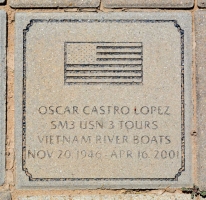 OSCAR CASTRO LOPEZ
SM3 USN 3 TOURS
VIETNAM RIVER BOATS
NOV 20 1946 - APR 16 2001